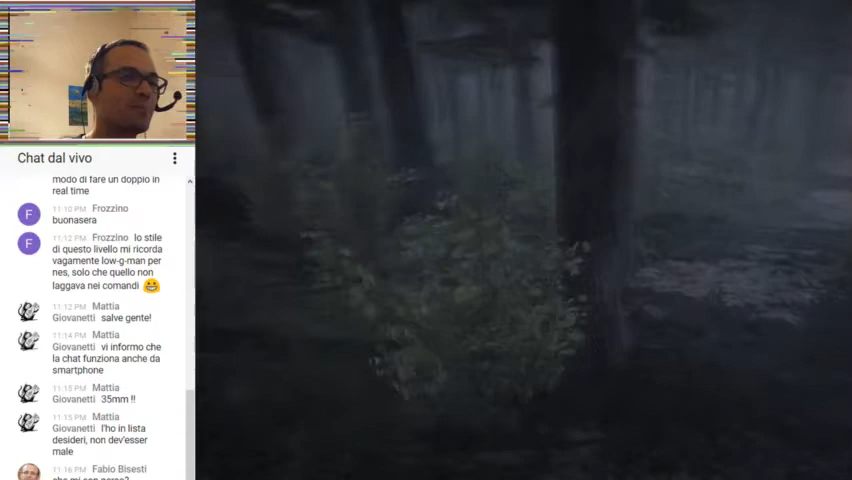 Chat dal vivo
modo di fare un doppio in
real time
F 11:10 PM Frozzino
buonasera
F 11:12 PM Frozzino lo stile
di questo livello mi ricorda
vagamente low-g-man per
nes, solo che quello non
laggava nei comandi
11:12 PM Mattia
Giovanetti salve gente!
11:14 PM Mattia
Giovanetti vi informo che
la chat funziona anche da
smartphone
11:15 PM Mattia
Giovanetti 35mm !!
11:15 PM Mattia
Giovanetti l'ho in lista
desideri, non dev'esser
male
11:16 PM Fabio Bisesti
che mi son perso?